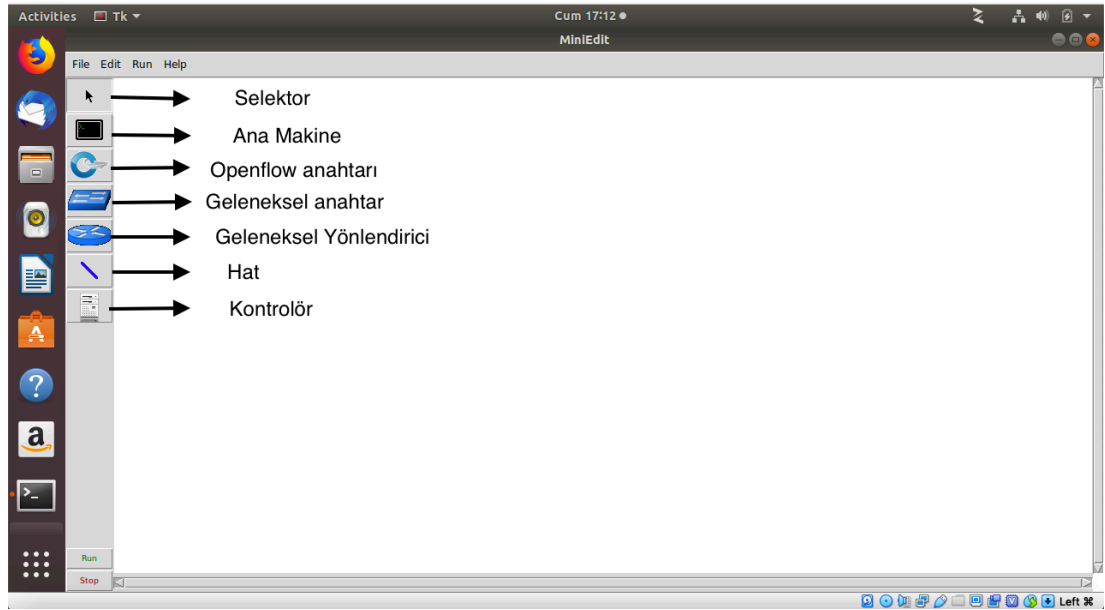 Activities Tk Cum 17:12
MiniEdit
File Edit Run Help
Selektor
Ana Makine
Openflow anahtarı
Geleneksel anahtar
Geleneksel Yönlendirici
Hat
Kontrolör
Run
Stop
Left ⌘